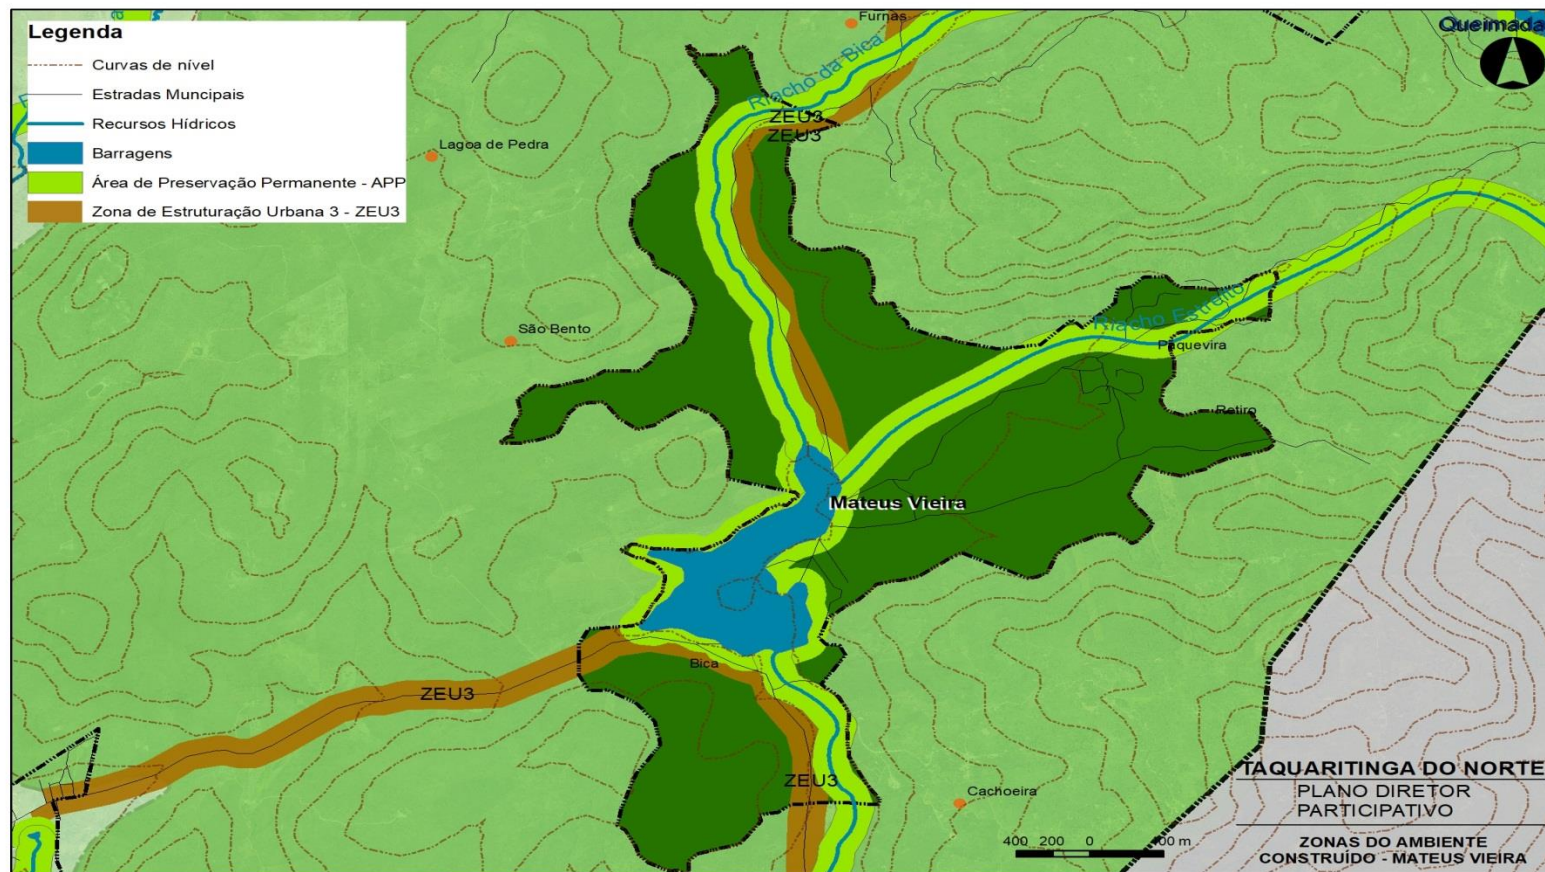 Legenda
Curvas de nível
Estradas Muncipais
Recursos Hídricos
Barragens
Área de Preservação Permanente - APP
Zona de Estruturação Urbana 3 - ZEU3
Furnas
Queimada
Riacho da Bica
ZEU3
ZEU3
Lagoa de Pedra
São Bento
Riacho Estreito
Paquevira
Retiro
Mateus Vieira
Bica
ZEU3
ZEU3
Cachoeira
400 200 0 400 m
TAQUARITINGA DO NORTE
PLANO DIRETOR
PARTICIPATIVO
ZONAS DO AMBIENTE
CONSTRUÍDO - MATEUS VIEIRA